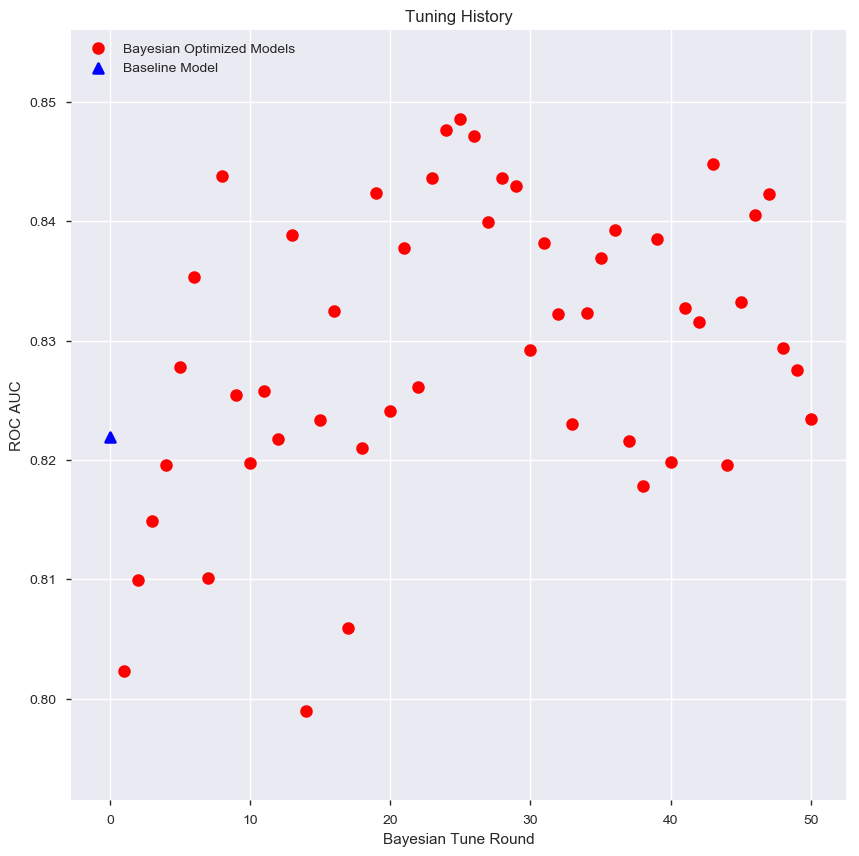 Tuning History
Bayesian Optimized Models
Baseline Model
0.85
0.84
0.83
0.82
0.81
0.80
ROC AUC
0 10 20 30 40 50
Bayesian Tune Round